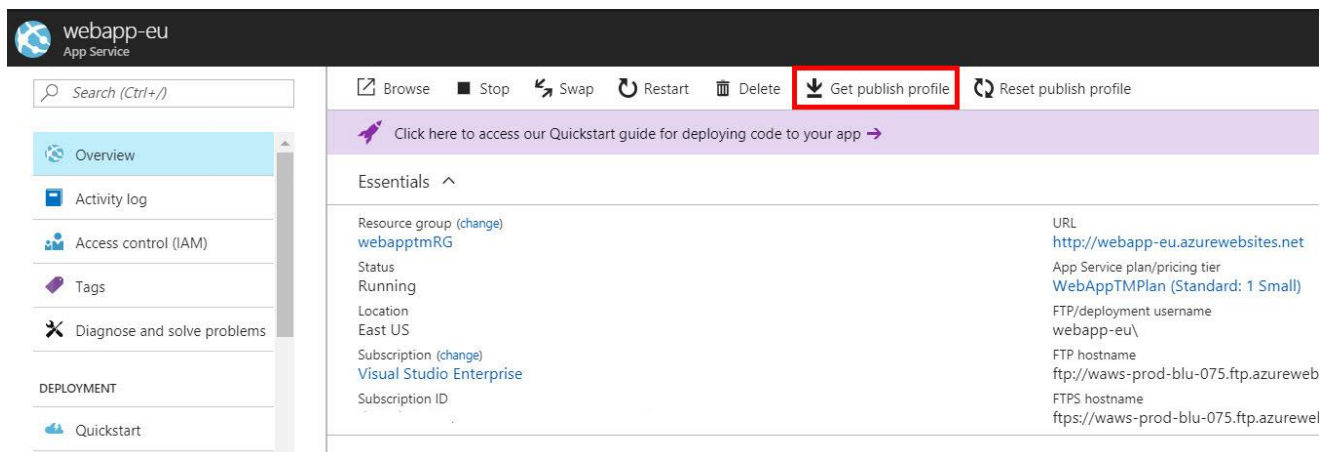 webapp-eu
App Service
Search (Ctrl+/)
Overview
Activity log
Access control (IAM)
Tags
Diagnose and solve problems
DEPLOYMENT
Quickstart
Browse Stop Swap Restart Delete Get publish profile Reset publish profile
Click here to access our Quickstart guide for deploying code to your app →
Essentials
Resource group (change)
webapptmRG
Status
Running
Location
East US
Subscription (change)
Visual Studio Enterprise
Subscription ID
URL
http://webapp-eu.azurewebsites.net
App Service plan/pricing tier
WebAppTMPlan (Standard: 1 Small)
FTP/deployment username
webapp-eu\
FTP hostname
ftp://waws-prod-blu-075.ftp.azureweb
FTPS hostname
ftps://waws-prod-blu-075.ftp.azurewe